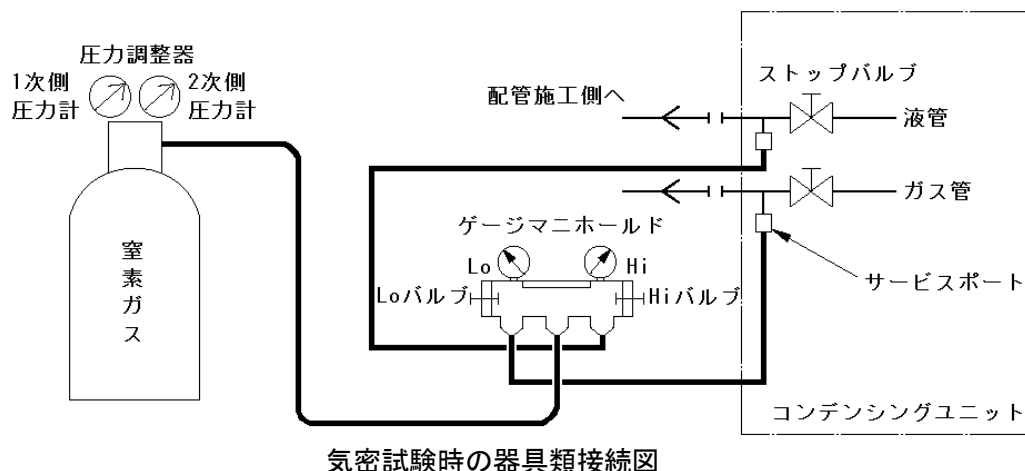 圧力調整器
1次側
圧力計
2次側
圧力計
窒素ガス
配管施工側へ
ストップバルブ
液管
ガス管
ゲージマニホールド
Lo
Hi
Loバルブ
Hiバルブ
サービスポート
コンデンシングユニット
気密試験時の器具類接続図